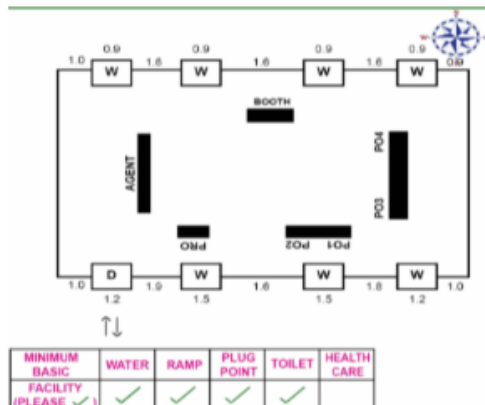 0.9 0.9 0.9 0.9
1.0 1.6 1.6 1.6 0.9
W W W W
BOOTH
AGENT
PO4
PO3
PRO
PO2 PO1
D W W W
1.0 1.9 1.6 1.8 1.0
1.2 1.5 1.5 1.2
↑↓
MINIMUM BASIC WATER RAMP PLUG POINT TOILET HEALTH CARE
FACILITY (PLEASE ✓) ✓ ✓ ✓ ✓